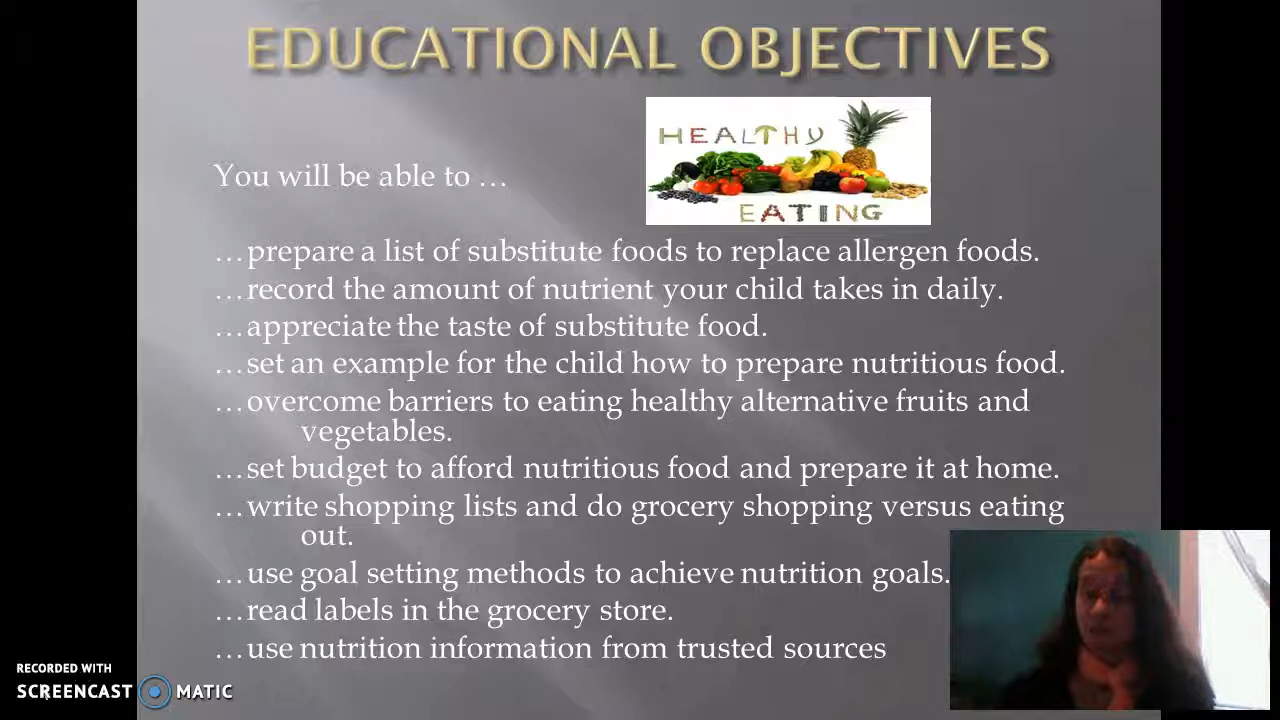 EDUCATIONAL OBJECTIVES
HEALTHY
EATING
You will be able to …
…prepare a list of substitute foods to replace allergen foods.
…record the amount of nutrient your child takes in daily.
…appreciate the taste of substitute food.
…set an example for the child how to prepare nutritious food.
…overcome barriers to eating healthy alternative fruits and
vegetables.
…set budget to afford nutritious food and prepare it at home.
…write shopping lists and do grocery shopping versus eating
out.
…use goal setting methods to achieve nutrition goals.
…read labels in the grocery store.
…use nutrition information from trusted sources
RECORDED WITH
SCREENCAST MATIC